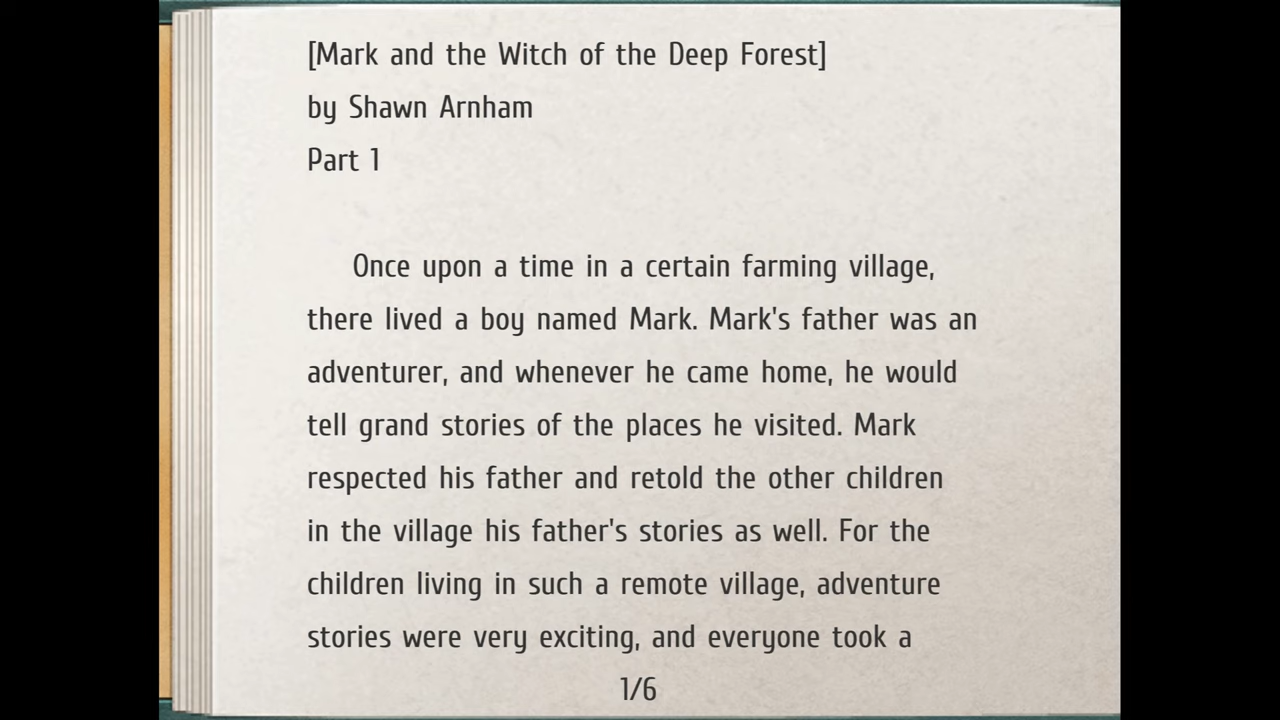 [Mark and the Witch of the Deep Forest]
by Shawn Arnham
Part 1
Once upon a time in a certain farming village,
there lived a boy named Mark. Mark's father was an
adventurer, and whenever he came home, he would
tell grand stories of the places he visited. Mark
respected his father and retold the other children
in the village his father's stories as well. For the
children living in such a remote village, adventure
stories were very exciting, and everyone took a
1/6